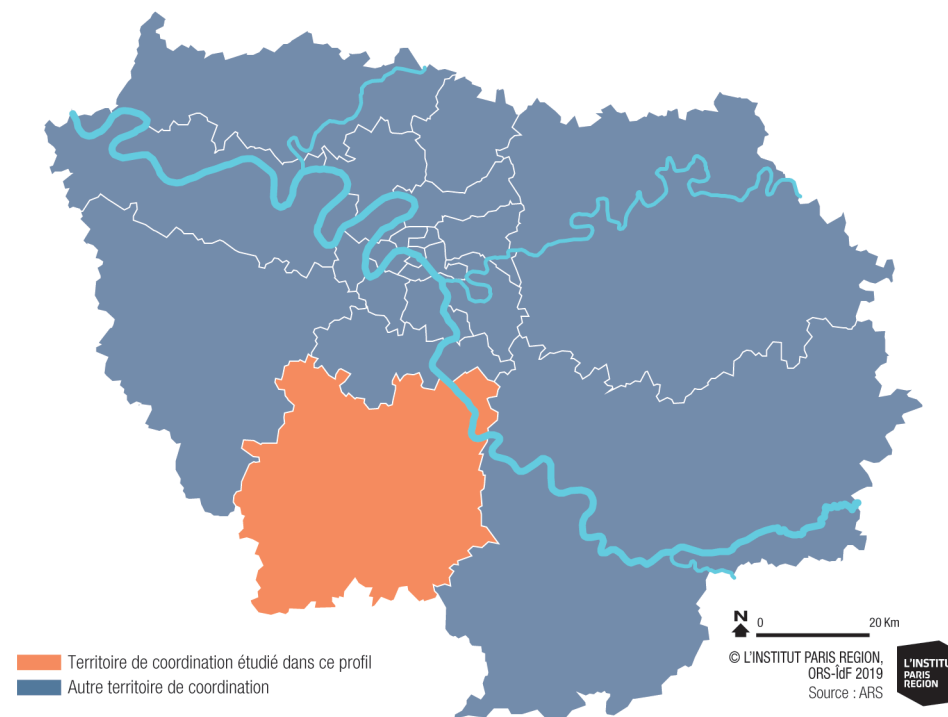 Territoire de coordination étudié dans ce profil
Autre territoire de coordination
N
0
20 Km
© L'INSTITUT PARIS REGION,
ORS-ÎdF 2019
Source : ARS
L'INSTITU
PARIS
REGION